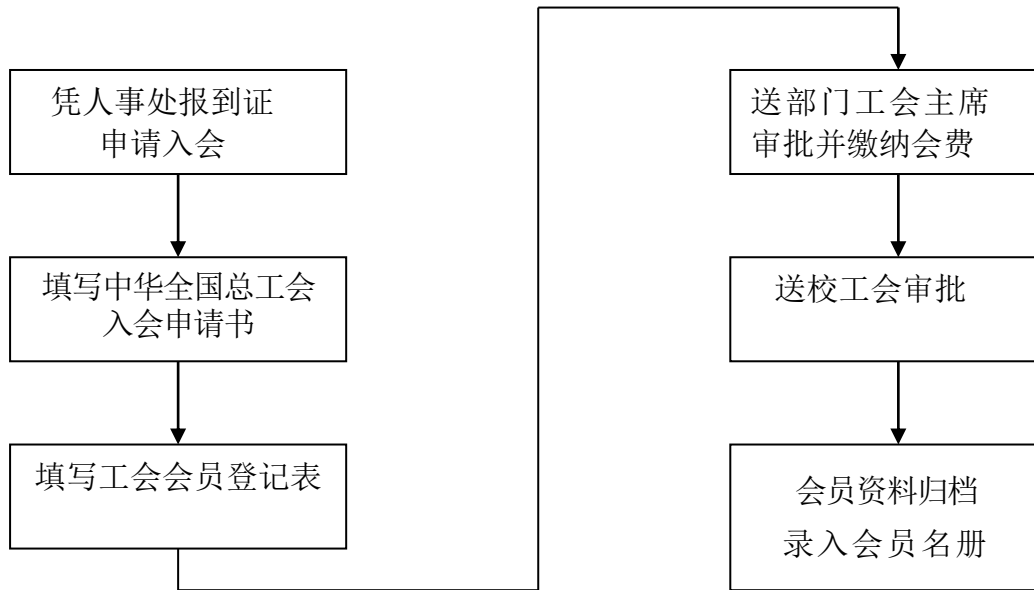 凭人事处报到证
申请入会
填写中华全国总工会
入会申请书
填写工会会员登记表
送部门工会主席
审批并缴纳会费
送校工会审批
会员资料归档
录入会员名册